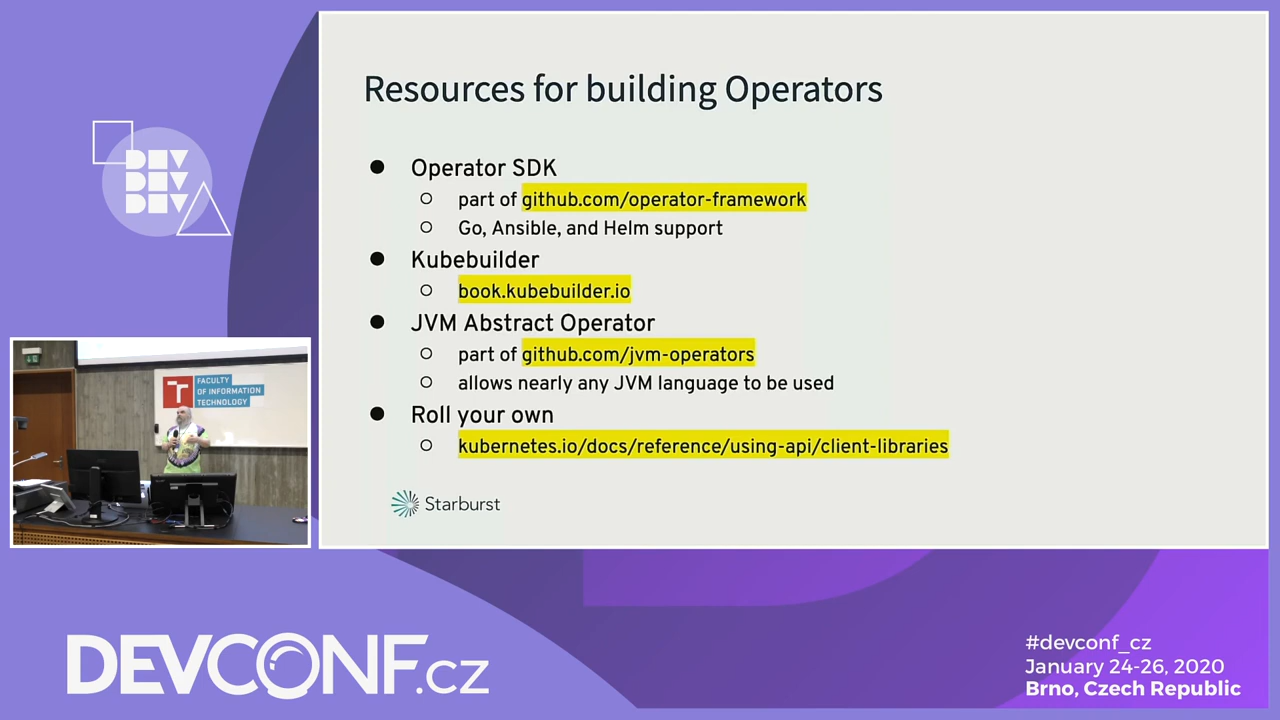 Resources for building Operators
Operator SDK
part of github.com/operator-framework
Go, Ansible, and Helm support
Kubebuilder
book.kubebuilder.io
JVM Abstract Operator
part of github.com/jvm-operators
allows nearly any JVM language to be used
Roll your own
kubernetes.io/docs/reference/using-api/client-libraries
Starburst
DEV
DEV
DEV
T
FACULTY
OF INFORMATION
TECHNOLOGY
DEVCONF.cz
#devconf_cz
January 24-26, 2020
Brno, Czech Republic